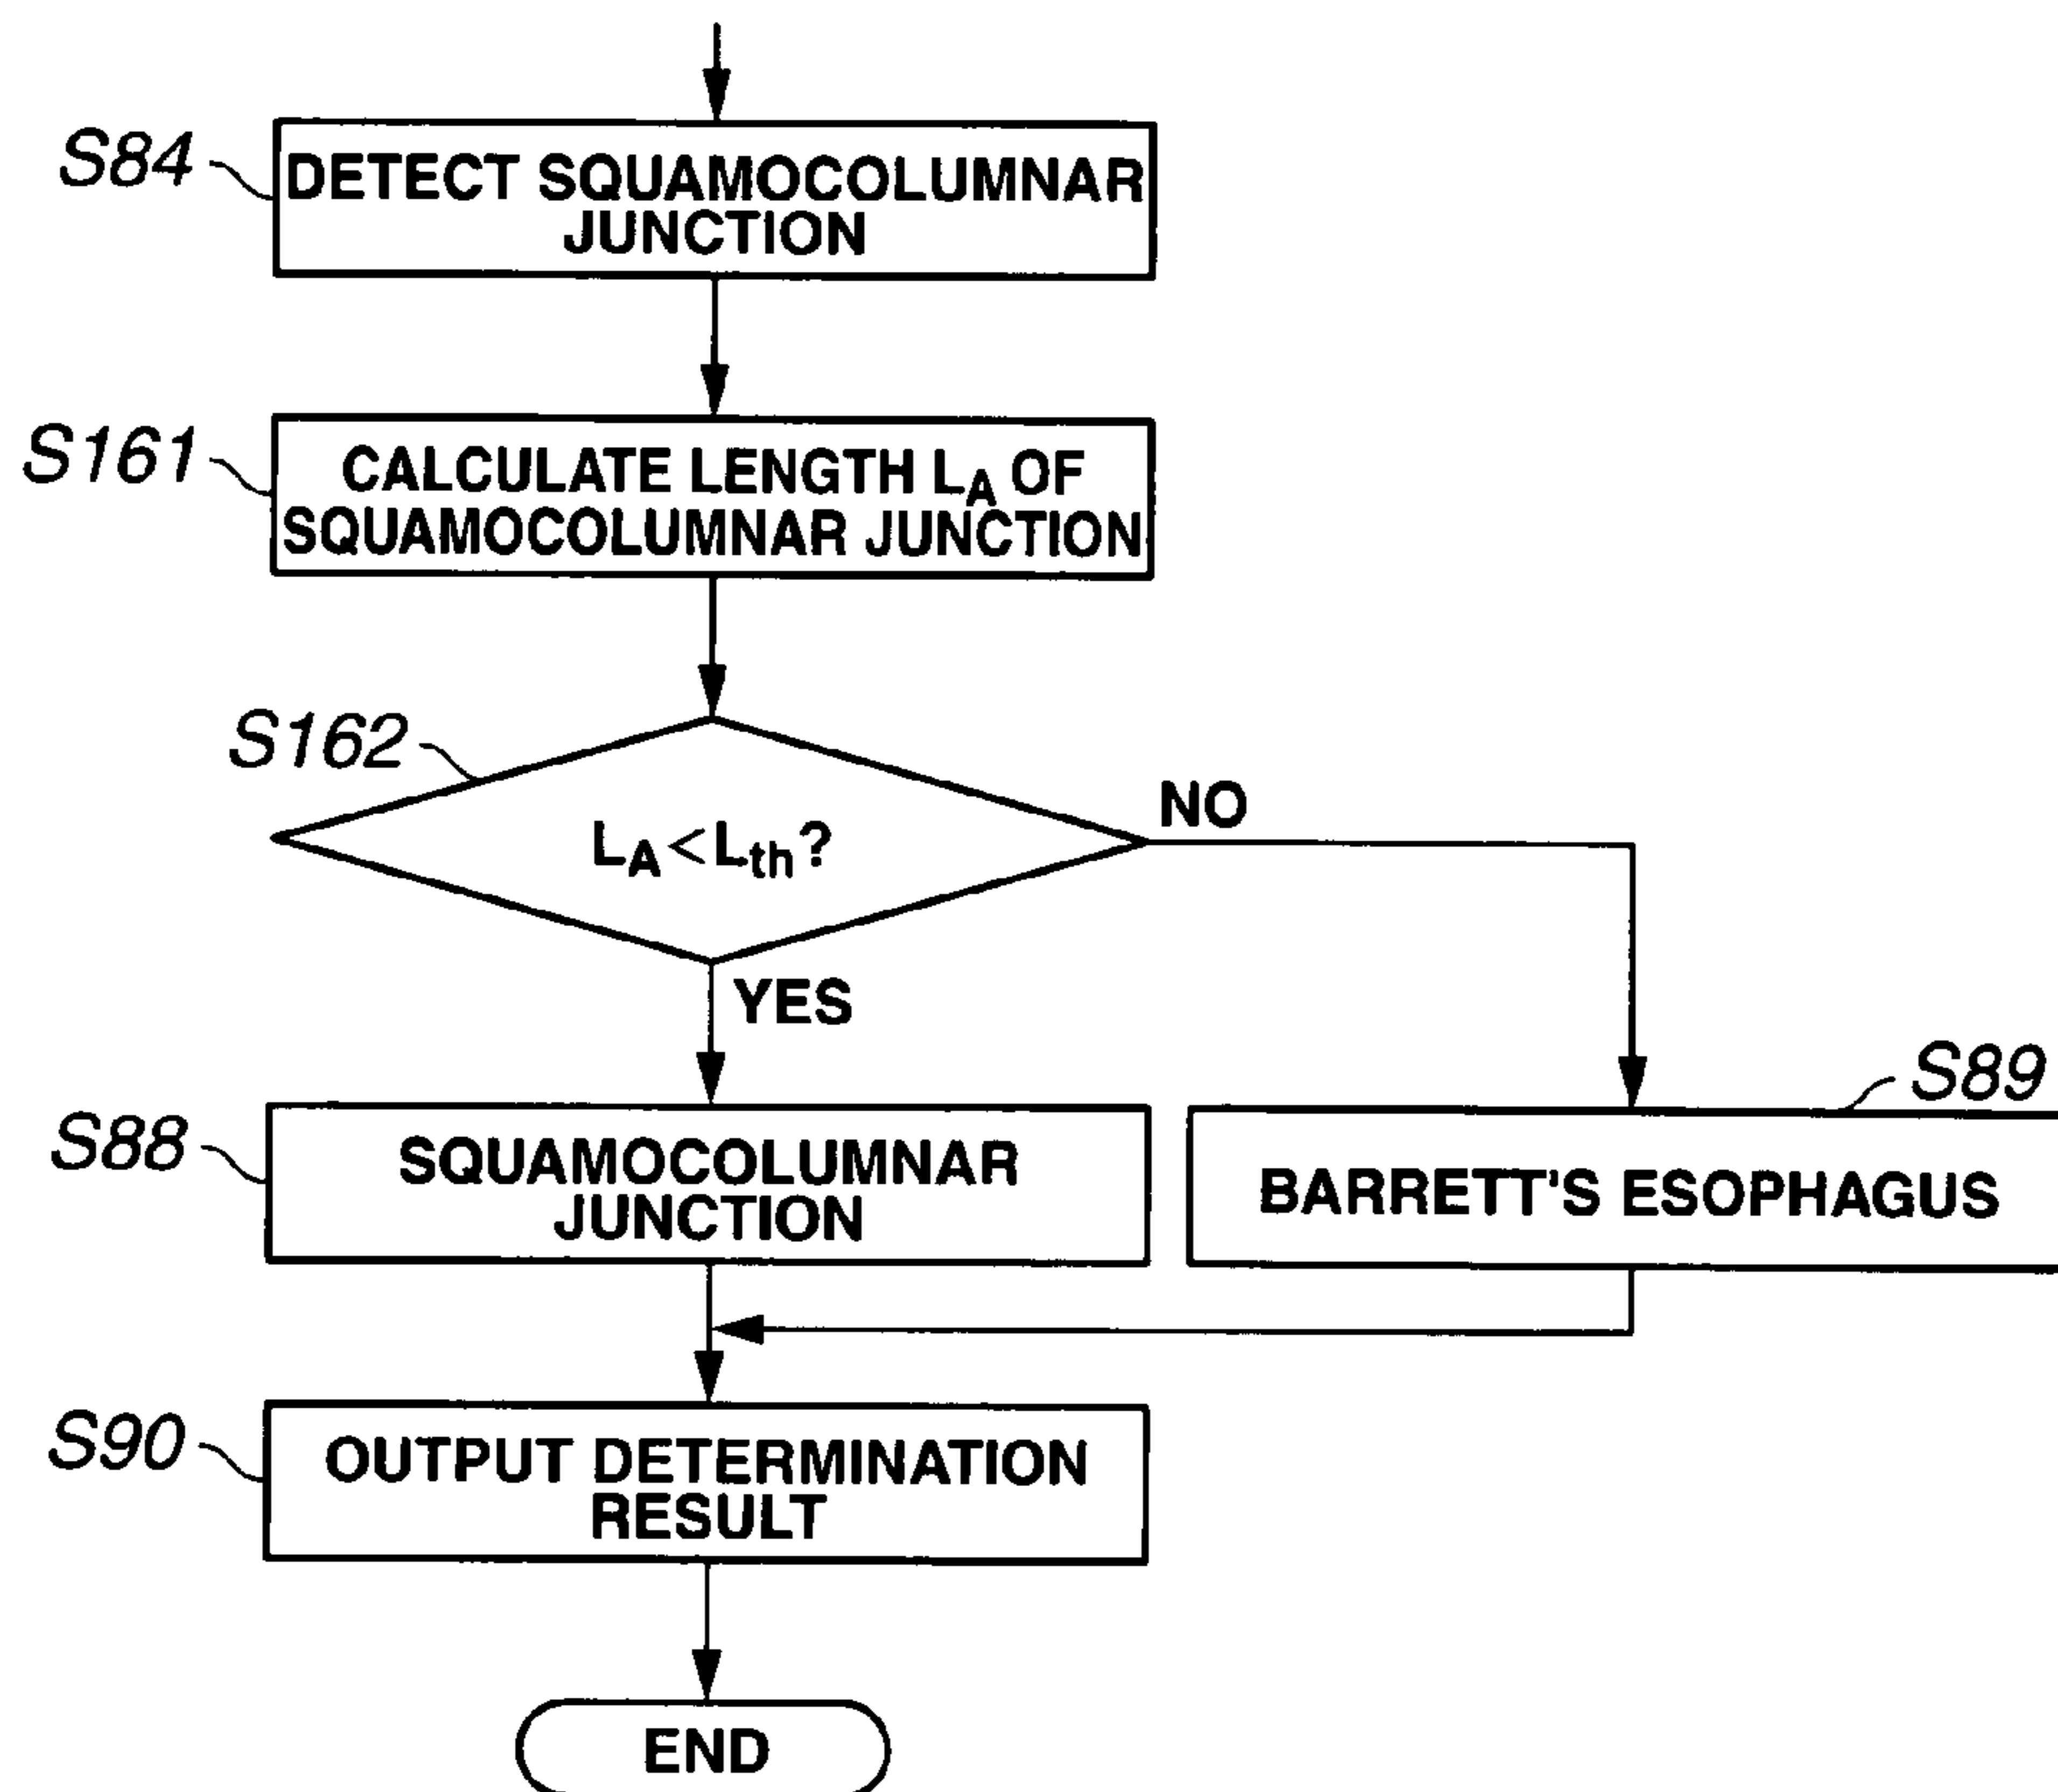 S84
DETECT SQUAMOCOLUMNAR
JUNCTION
S161
CALCULATE LENGTH LA OF
SQUAMOCOLUMNAR JUNCTION
S162
LA<Lth?
NO
YES
S88
SQUAMOCOLUMNAR
JUNCTION
S89
BARRETT'S ESOPHAGUS
S90
OUTPUT DETERMINATION
RESULT
END